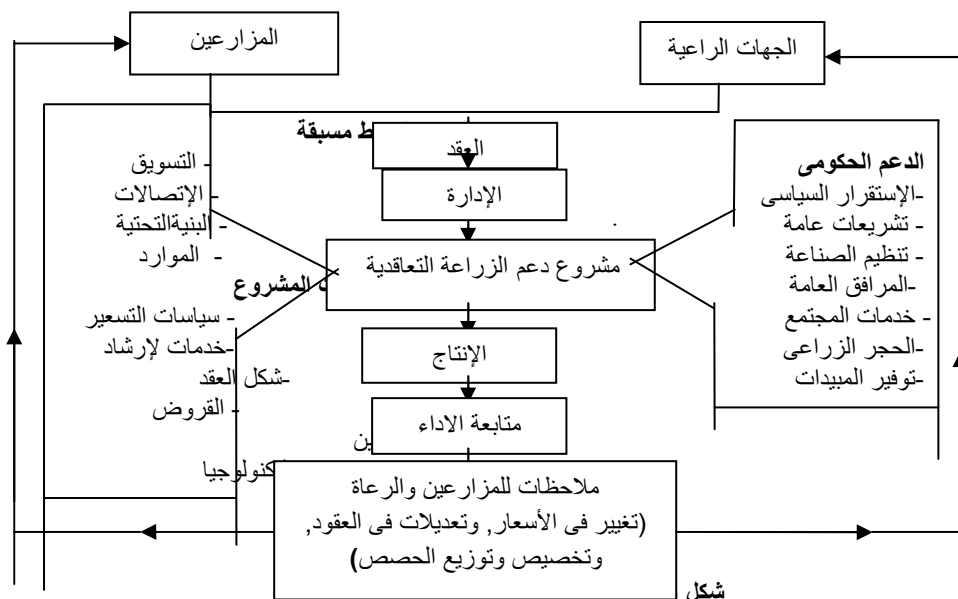 المزارعين
الجهات الراعية
ط مسبقة
العقد
الإدارة
- التسويق
- الإتصالات
- البنيةالتحتية
- الموارد
د المشروع
- سياسات التسعير
-خدمات لإرشاد
-شكل العقد
- القروض
ين
كنولوجيا
الدعم الحكومى
-الإستقرار السياسى
- تشريعات عامة
- تنظيم الصناعة
-المرافق العامة
- خدمات المجتمع
-الحجر الزراعى
-توفير المبيدات
مشروع دعم الزراعة التعاقدية
الإنتاج
متابعة الاداء
ملاحظات للمزارعين والرعاة
(تغيير فى الأسعار, وتعديلات فى العقود,
وتخصيص وتوزيع الحصص)
شكل